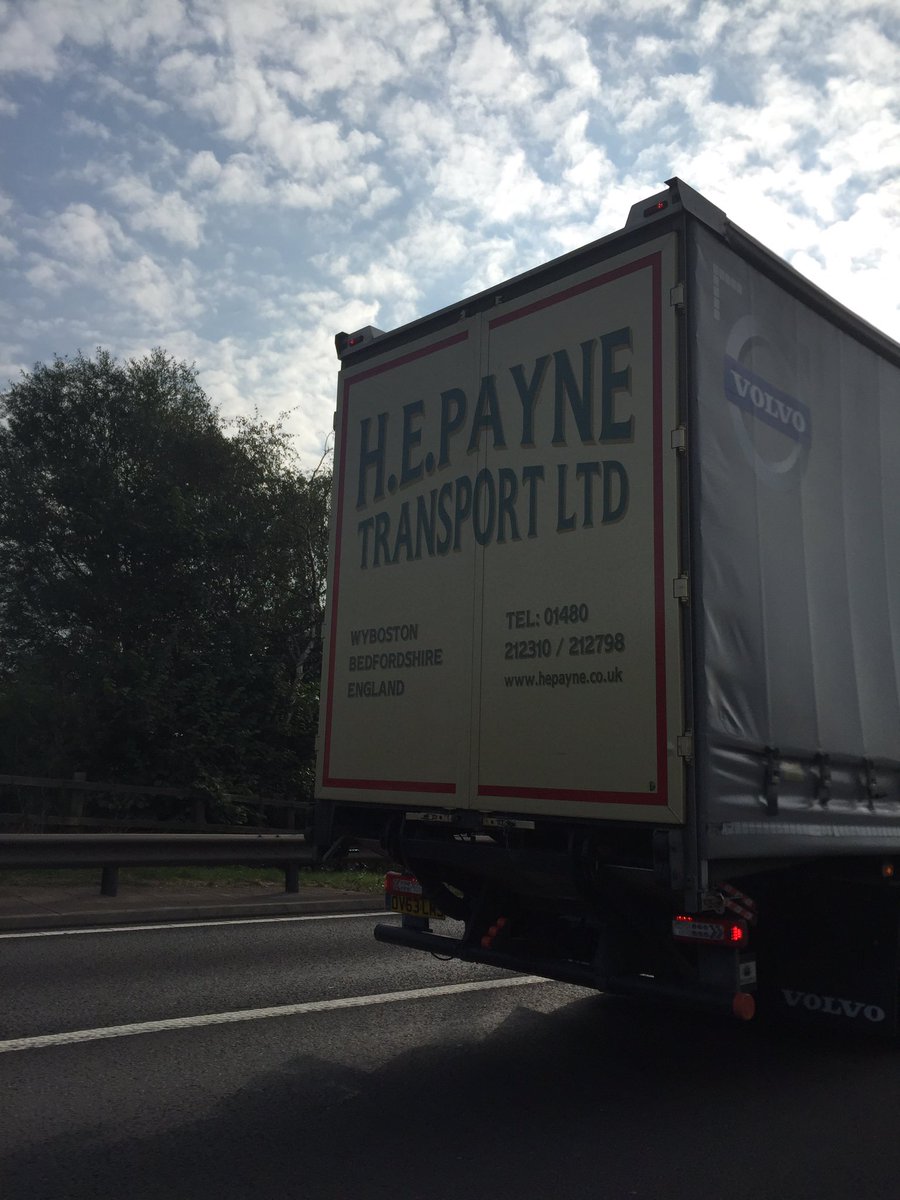 H.E.PAYNE
TRANSPORT LTD
WYBOSTON
BEDFORDSHIRE
ENGLAND
TEL: 01480
212310 / 212798
www.hepayne.co.uk
VOLVO
VOLVO